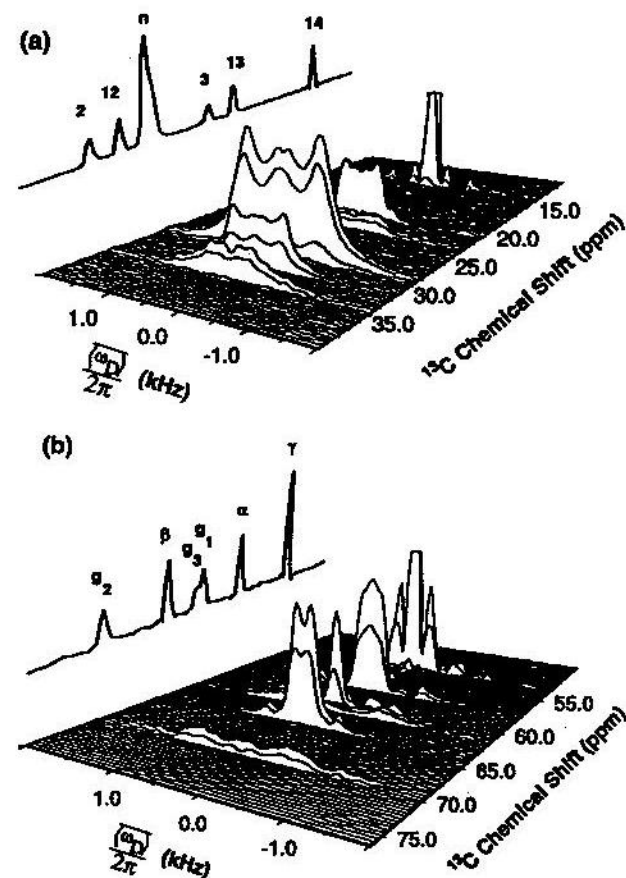 (a)
n
14
13
3
12
2
15.0
20.0
25.0
30.0
35.0
1.0
0.0
-1.0
¹³C Chemical Shift (ppm)
⟨ω_D⟩/2π (kHz)
(b)
γ
α
g₁
g₃
β
g₂
55.0
60.0
65.0
70.0
75.0
1.0
0.0
-1.0
¹³C Chemical Shift (ppm)
⟨ω_D⟩/2π (kHz)